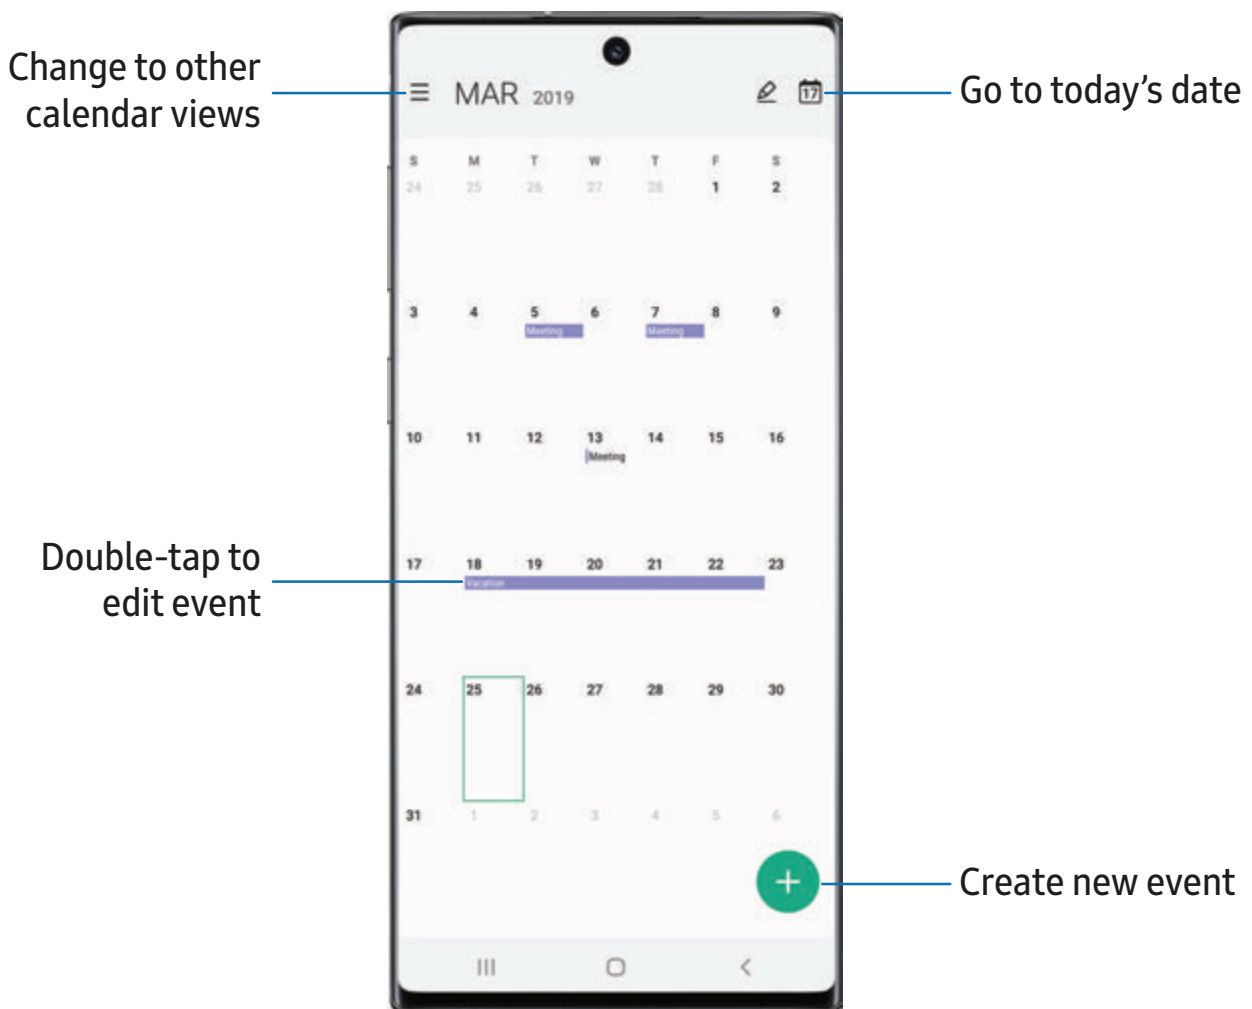 Change to other
calendar views
MAR 2019
17
Go to today's date
S M T W T F S
24 25 26 27 28 1 2
3 4 5 6 7 8 9
Meeting Meeting
10 11 12 13 14 15 16
Meeting
Double-tap to
edit event
17 18 19 20 21 22 23
Vacation
24 25 26 27 28 29 30
31 1 2 3 4 5 6
+
Create new event